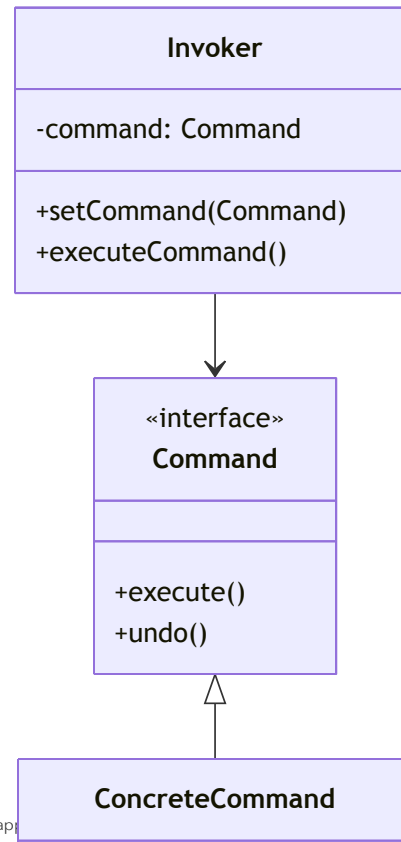 Invoker
-command: Command
+setCommand(Command)
+executeCommand()
«interface»
Command
+execute()
+undo()
ConcreteCommand